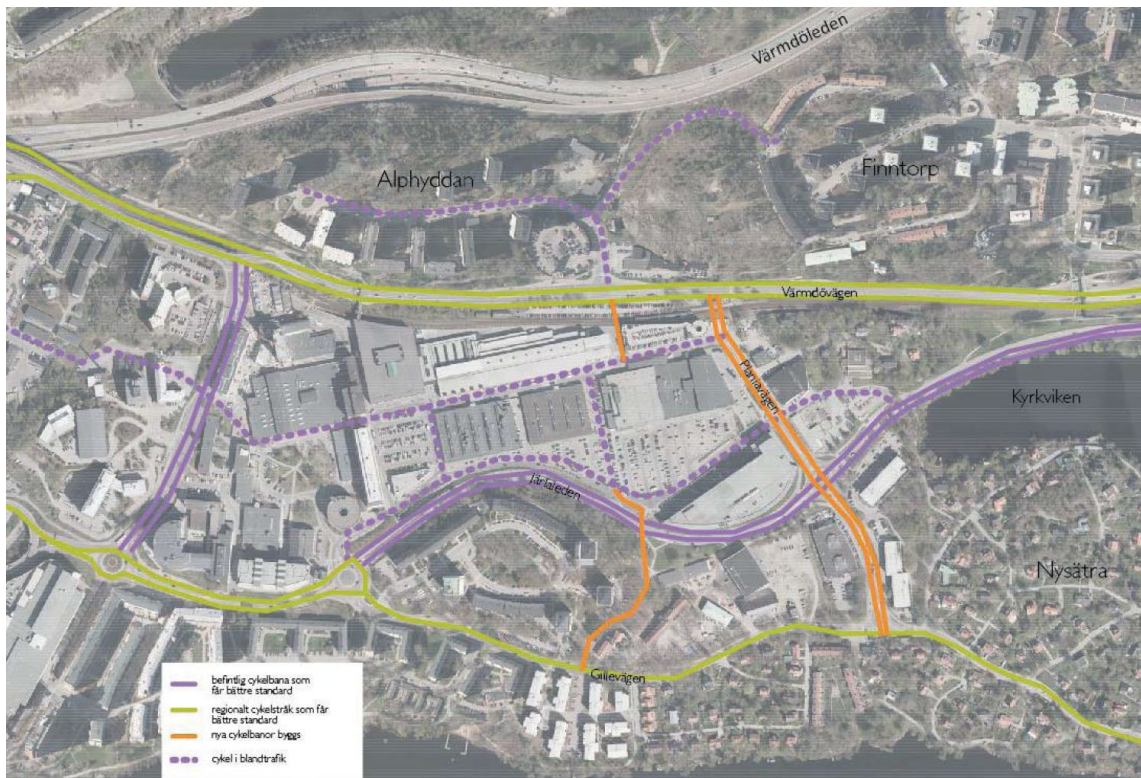 Värmdöleden
Alphyddan
Finntorp
Värmdövägen
Planiavägen
Kyrkviken
Järlaleden
Nysätra
Gillevägen
befintlig cykelbana som
får bättre standard
regionalt cykelstråk som får
bättre standard
nya cykelbanor byggs
cykel i blandtrafik